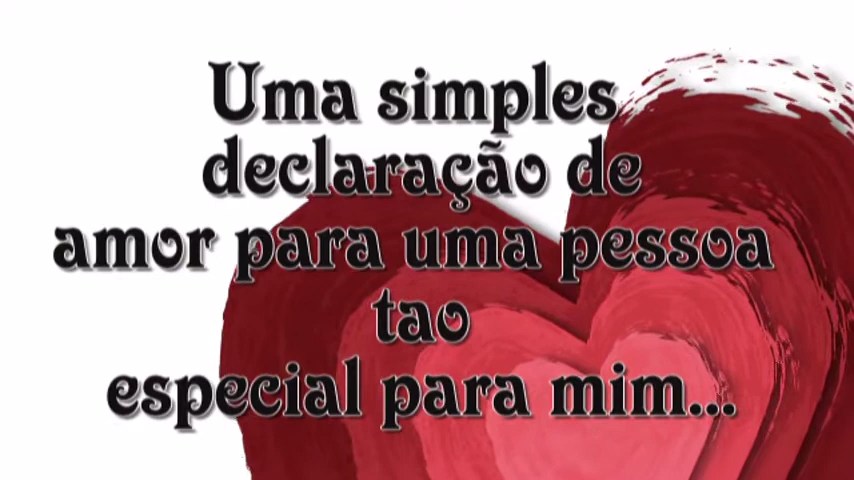 Uma simples
declaração de
amor para uma pessoa
tao
especial para mim...